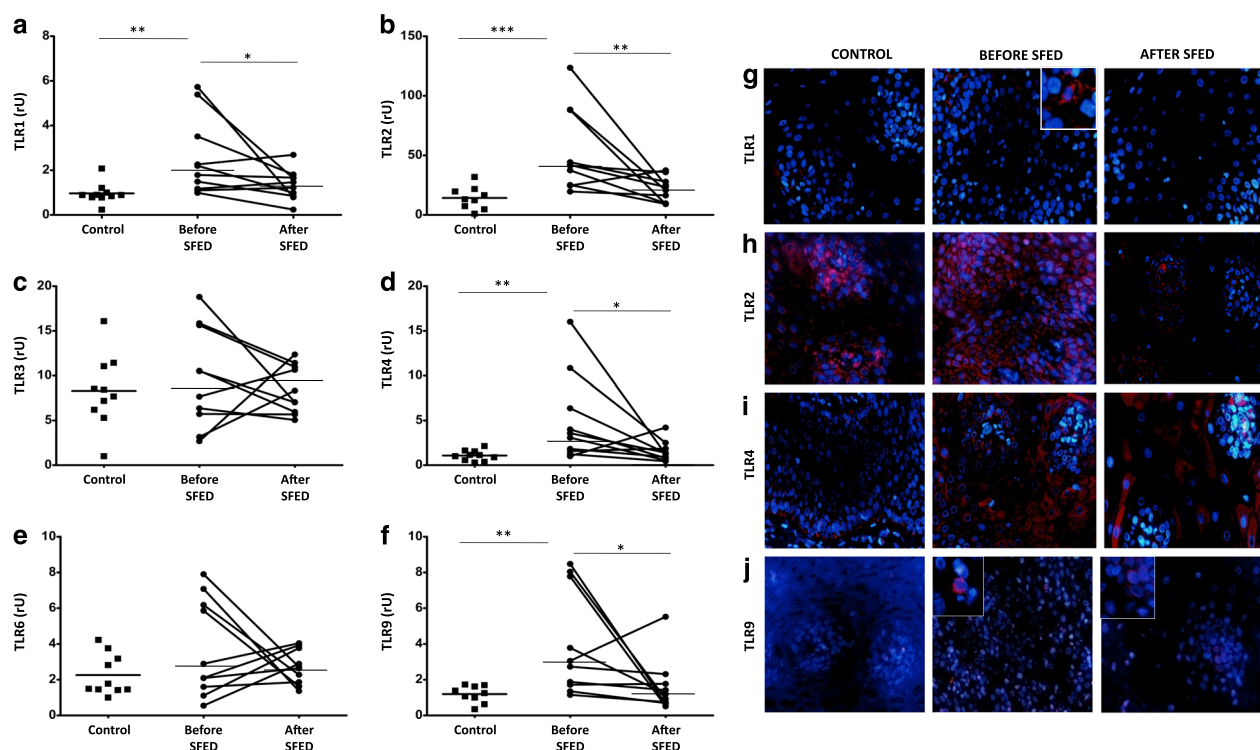 a
**
*
8
6
4
2
0
TLR1 (rU)
Control
Before
SFED
After
SFED
b
***
**
150
100
50
0
TLR2 (rU)
Control
Before
SFED
After
SFED
c
20
15
10
5
0
TLR3 (rU)
Control
Before
SFED
After
SFED
d
**
*
20
15
10
5
0
TLR4 (rU)
Control
Before
SFED
After
SFED
e
10
8
6
4
2
0
TLR6 (rU)
Control
Before
SFED
After
SFED
f
**
*
10
8
6
4
2
0
TLR9 (rU)
Control
Before
SFED
After
SFED
CONTROL BEFORE SFED AFTER SFED
g
TLR1
h
TLR2
i
TLR4
j
TLR9